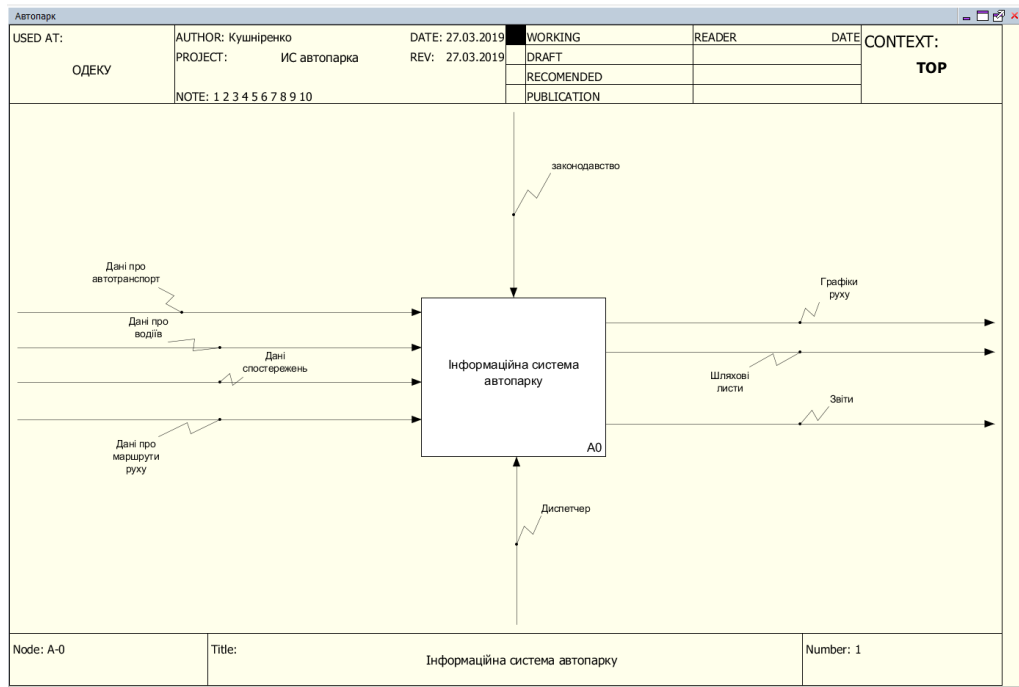 Автопарк
USED AT:
ОДЕКУ
AUTHOR: Кушніренко
DATE: 27.03.2019
PROJECT: ИС автопарка
REV: 27.03.2019
NOTE: 1 2 3 4 5 6 7 8 9 10
WORKING
DRAFT
RECOMENDED
PUBLICATION
READER
DATE
CONTEXT:
TOP
законодавство
Дані про
автотранспорт
Дані про
водіїв
Дані
спостережень
Дані про
маршрути
руху
Інформаційна система
автопарку
A0
Графіки
руху
Шляхові
листи
Звіти
Диспетчер
Node: A-0
Title:
Інформаційна система автопарку
Number: 1